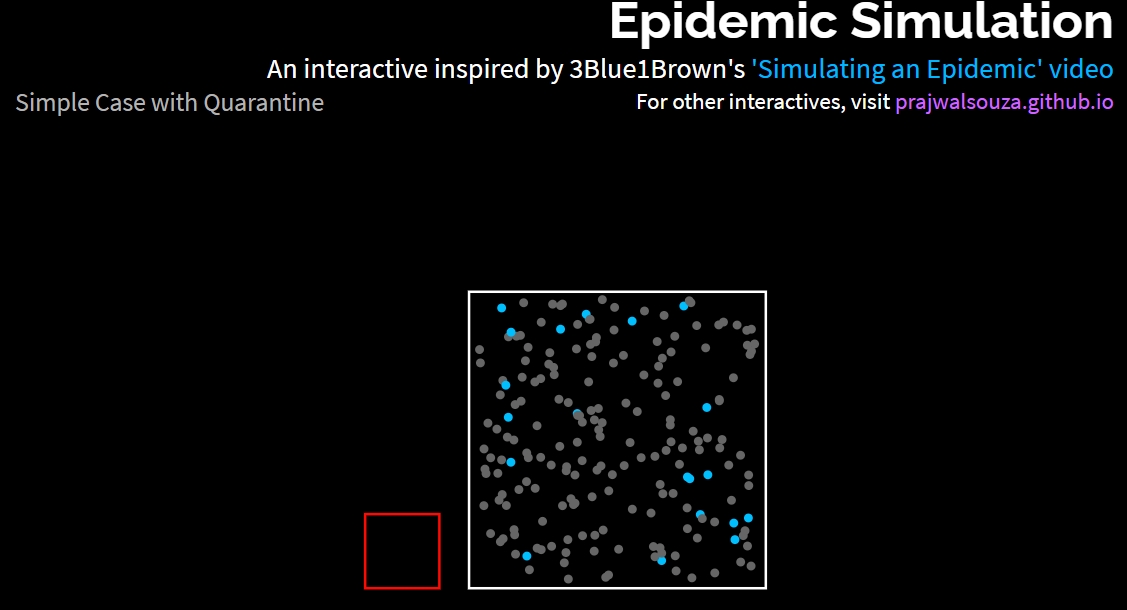 Epidemic Simulation
An interactive inspired by 3Blue1Brown's 'Simulating an Epidemic' video
Simple Case with Quarantine
For other interactives, visit prajwalsouza.github.io